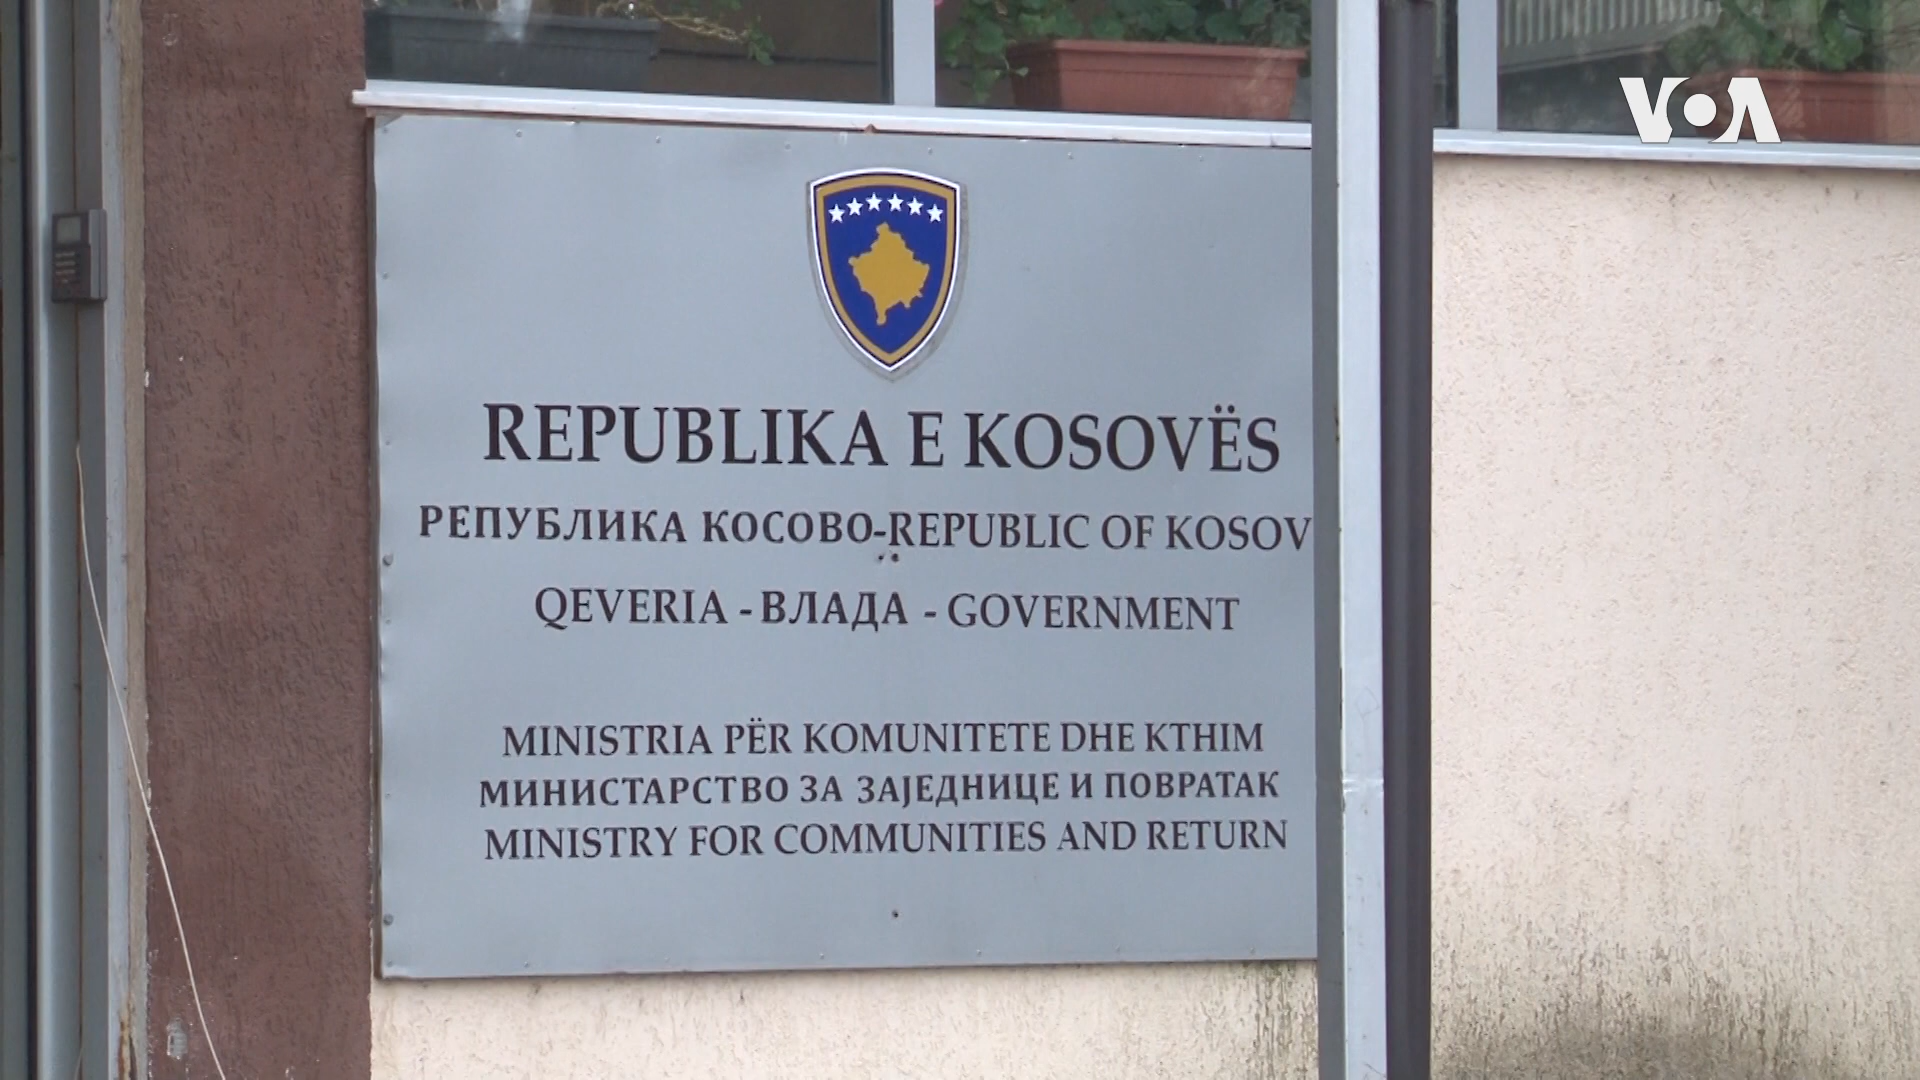 VOA
REPUBLIKA E KOSOVËS
РЕПУБЛИКА КОСОВО-REPUBLIC OF KOSOV
QEVERIA - ВЛАДА - GOVERNMENT
MINISTRIA PËR KOMUNITETE DHE KTHIM
МИНИСТАРСТВО ЗА ЗАЈЕДНИЦЕ И ПОВРАТАК
MINISTRY FOR COMMUNITIES AND RETURN